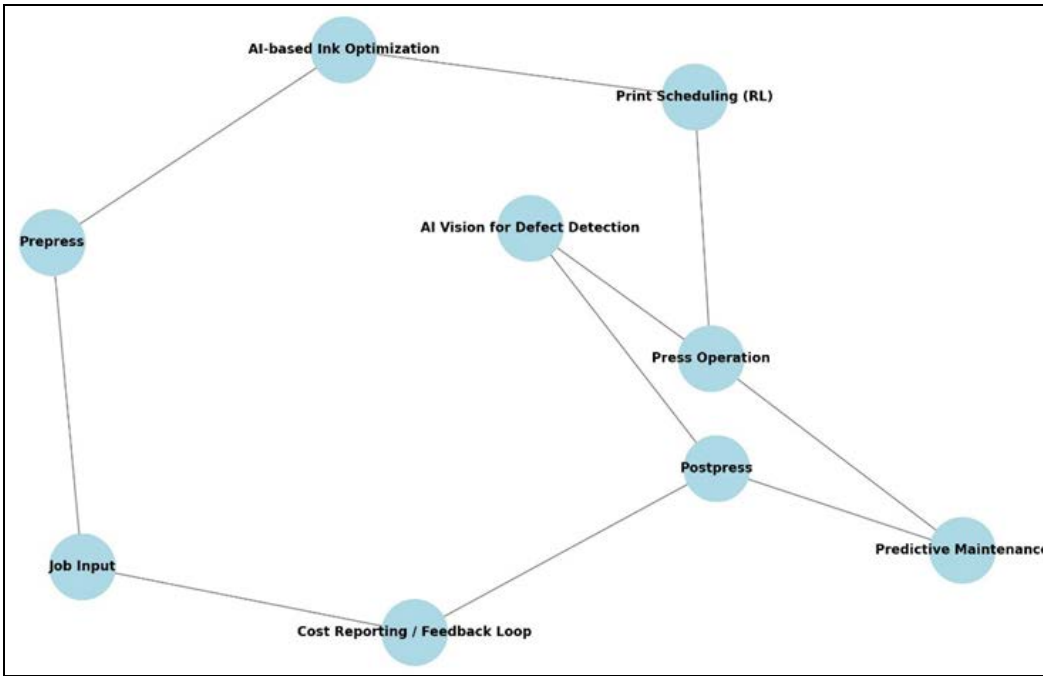 AI-based Ink Optimization
Print Scheduling (RL)
AI Vision for Defect Detection
Prepress
Press Operation
Postpress
Predictive Maintenance
Job Input
Cost Reporting / Feedback Loop